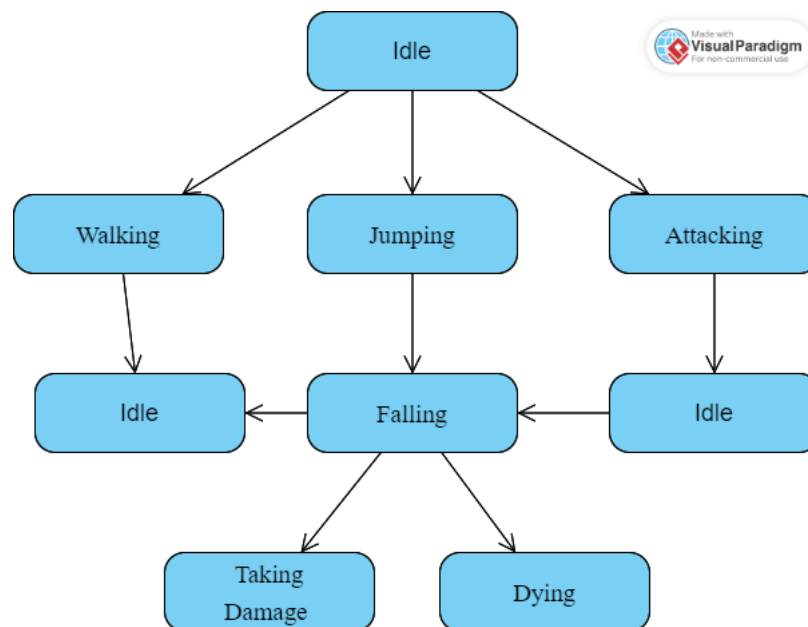 Idle
Made with
Visual Paradigm
For non-commercial use
Walking
Jumping
Attacking
Idle
Falling
Idle
Taking
Damage
Dying